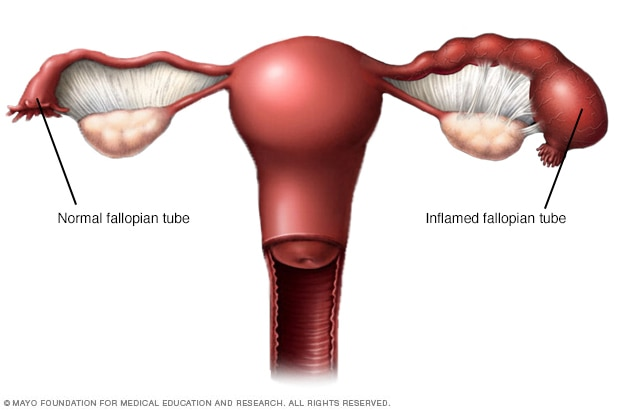 Normal fallopian tube
Inflamed fallopian tube
© MAYO FOUNDATION FOR MEDICAL EDUCATION AND RESEARCH. ALL RIGHTS RESERVED.